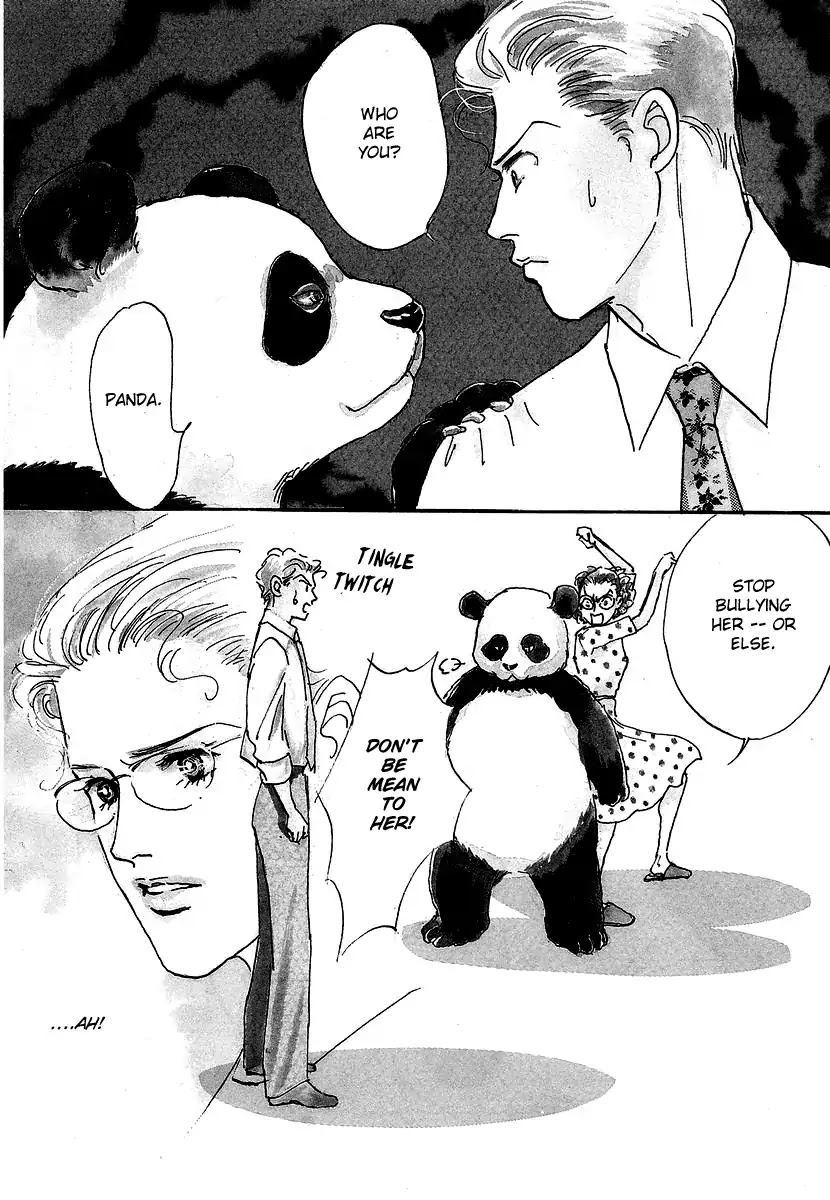 WHO
ARE
YOU?
PANDA.
STOP
BULLYING
HER -- OR
ELSE.
TINGLE
TWITCH
DON'T
BE
MEAN
TO
HER!
....AH!